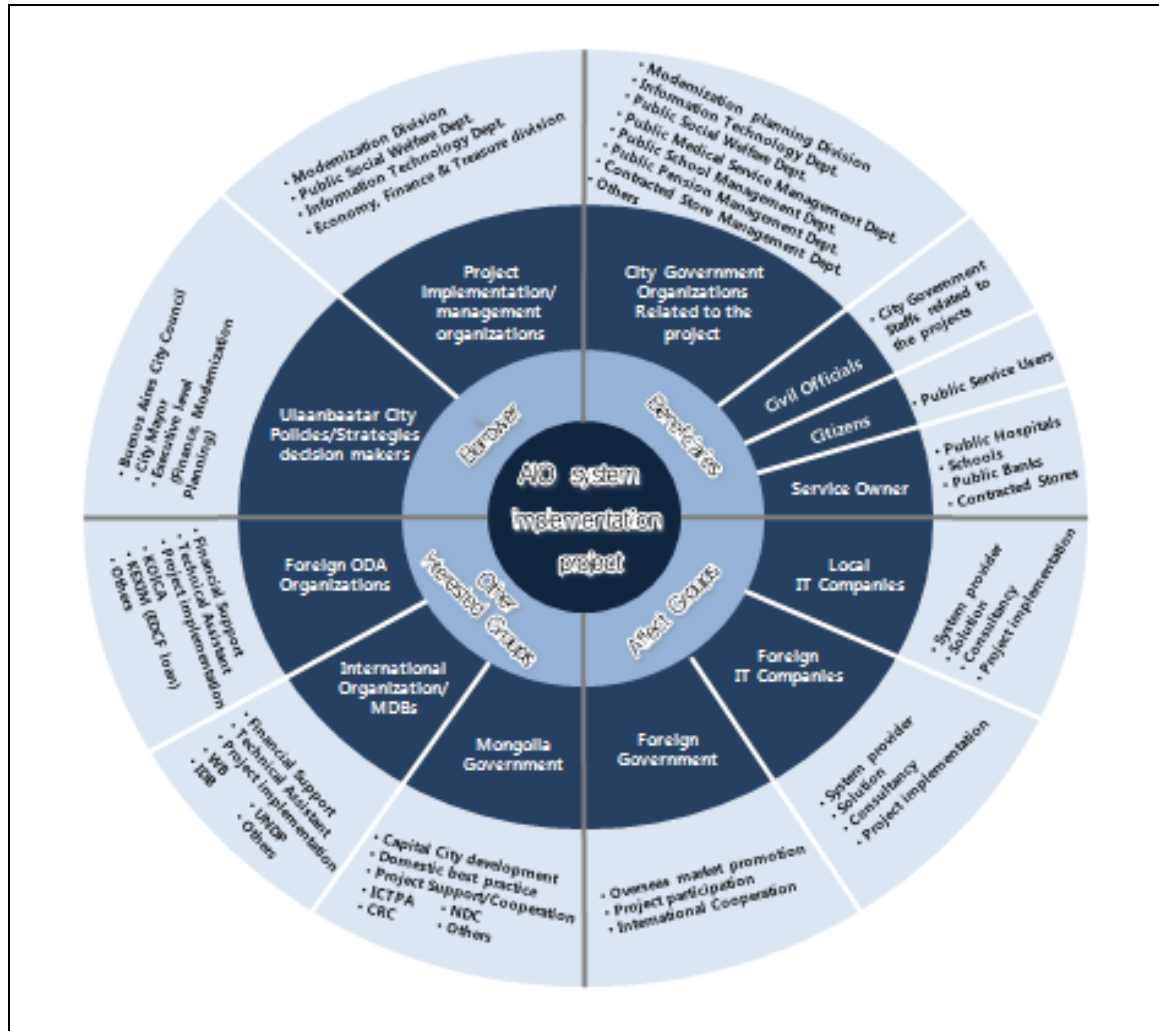 AIO system
implementation
project
Borrower
Beneficiaries
Affect Groups
Other
Interested Groups
Project
Implementation/
management
organizations
• Modernization Division
• Public Social Welfare Dept.
• Information Technology Dept.
• Economy, Finance & Treasure division
City Government
Organizations
Related to the
project
• Modernization planning Division
• Information Technology Dept.
• Public Social Welfare Dept.
• Public Medical Service Management Dept.
• Public School Management Dept.
• Public Pension Management Dept.
• Contracted Store Management Dept.
• Others
Civil Officials
• City Government
Staffs related to
the projects
Citizens
• Public Service Users
Service Owner
• Public Hospitals
• Schools
• Public Banks
• Contracted Stores
Local
IT Companies
• System provider
• Solution
• Consultancy
• Project implementation
Foreign
IT Companies
• System provider
• Solution
• Consultancy
• Project implementation
Foreign
Government
• Overseas market promotion
• Project participation
• International Cooperation
Mongolia
Government
• Capital City development
• Domestic best practice
• Project Support/Cooperation
• ICTPA • NDC
• CRC • Others
International
Organization/
MDBs
• Financial Support
• Technical Assistant
• Project implementation
• WB • UNDP
• IDB • Others
Foreign ODA
Organizations
• Financial Support
• Technical Assistant
• Project implementation
• KOICA
• KEXIM (EDCF loan)
• Others
Ulaanbaatar City
Policies/Strategies
decision makers
• Buenos Aires City Council
• City Mayor
• Executive level
(Finance, Modernization
Planning)